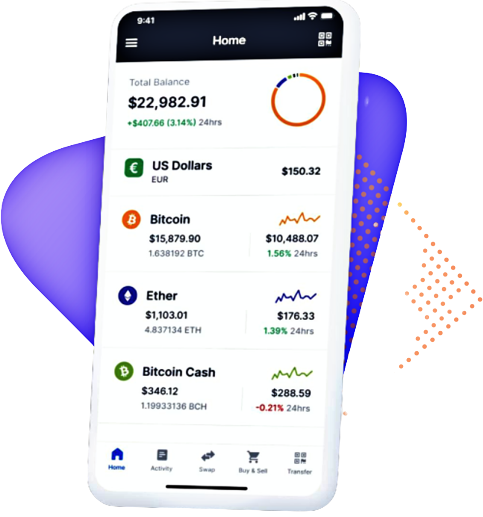 9:41
Home
Total Balance
$22,982.91
+$407.66 (3.14%) 24hrs
€ US Dollars
EUR
$150.32
Bitcoin
$15,879.90
1.638192 BTC
$10,488.07
1.56% 24hrs
Ether
$1,103.01
4.837134 ETH
$176.33
1.39% 24hrs
Bitcoin Cash
$346.12
1.19933136 BCH
$288.59
-0.21% 24hrs
Home Activity Swap Buy & Sell Transfer